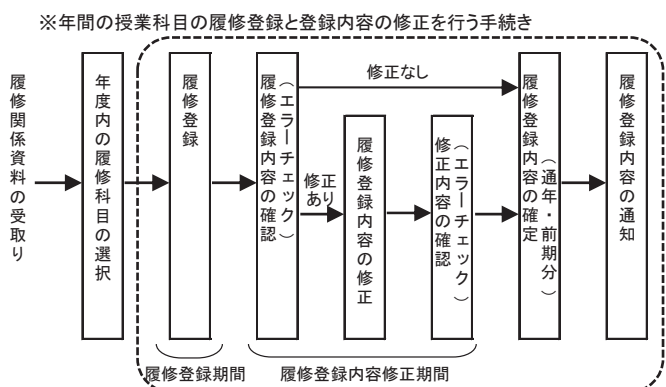 ※年間の授業科目の履修登録と登録内容の修正を行う手続き
履修関係資料の受取り
年度内の履修科目の選択
履修登録
履修登録内容の確認
(エラーチェック)
修正なし
修正
あり
履修登録内容の修正
修正内容の確認
(エラーチェック)
履修登録内容の確定
(通年・前期分)
履修登録内容の通知
履修登録期間
履修登録内容修正期間